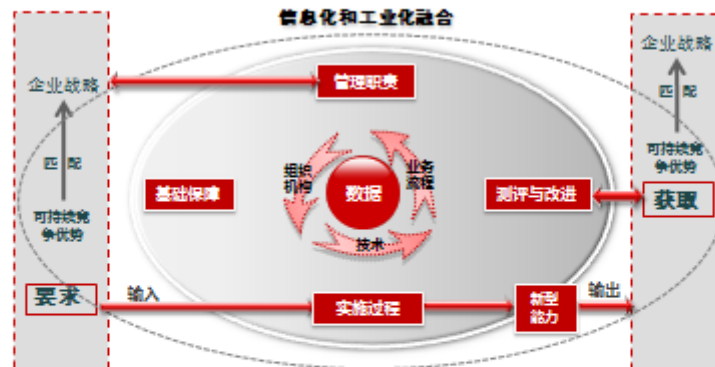 信息化和工业化融合
企业战略
匹 配
可持续竞
争优势
要求
输入
管理职责
基础保障
组织
机构
数据
业务
流程
技术
测评与改进
实施过程
新型
能力
输出
企业战略
匹 配
可持续竞
争优势
获取